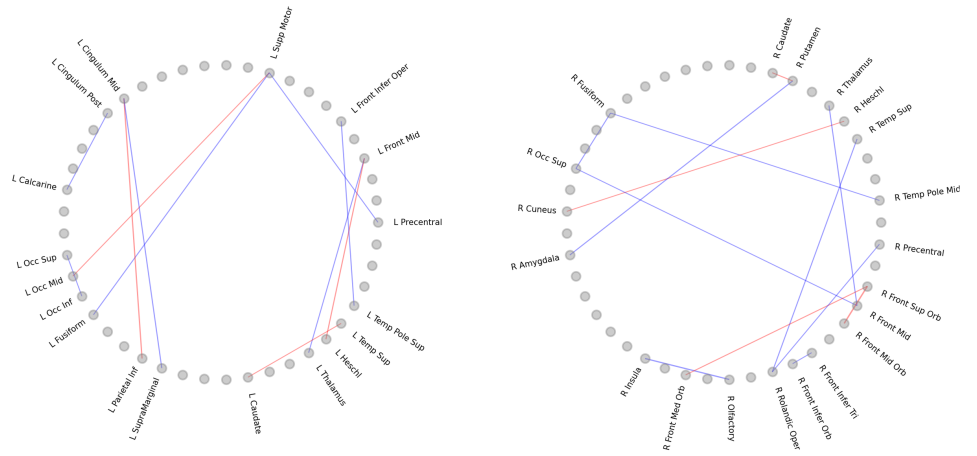 L Supp Motor
L Cingulum Mid
L Cingulum Post
L Front Infer Oper
L Front Mid
L Calcarine
L Precentral
L Occ Sup
L Occ Mid
L Occ Inf
L Fusiform
L Temp Pole Sup
L Temp Sup
L Heschl
L Thalamus
L Parietal Inf
L SupraMarginal
L Caudate
R Caudate
R Putamen
R Thalamus
R Heschl
R Temp Sup
R Fusiform
R Occ Sup
R Temp Pole Mid
R Cuneus
R Precentral
R Amygdala
R Front Sup Orb
R Front Mid
R Front Mid Orb
R Front Infer Tri
R Front Infer Orb
R Rolandic Oper
R Olfactory
R Front Med Orb
R Insula